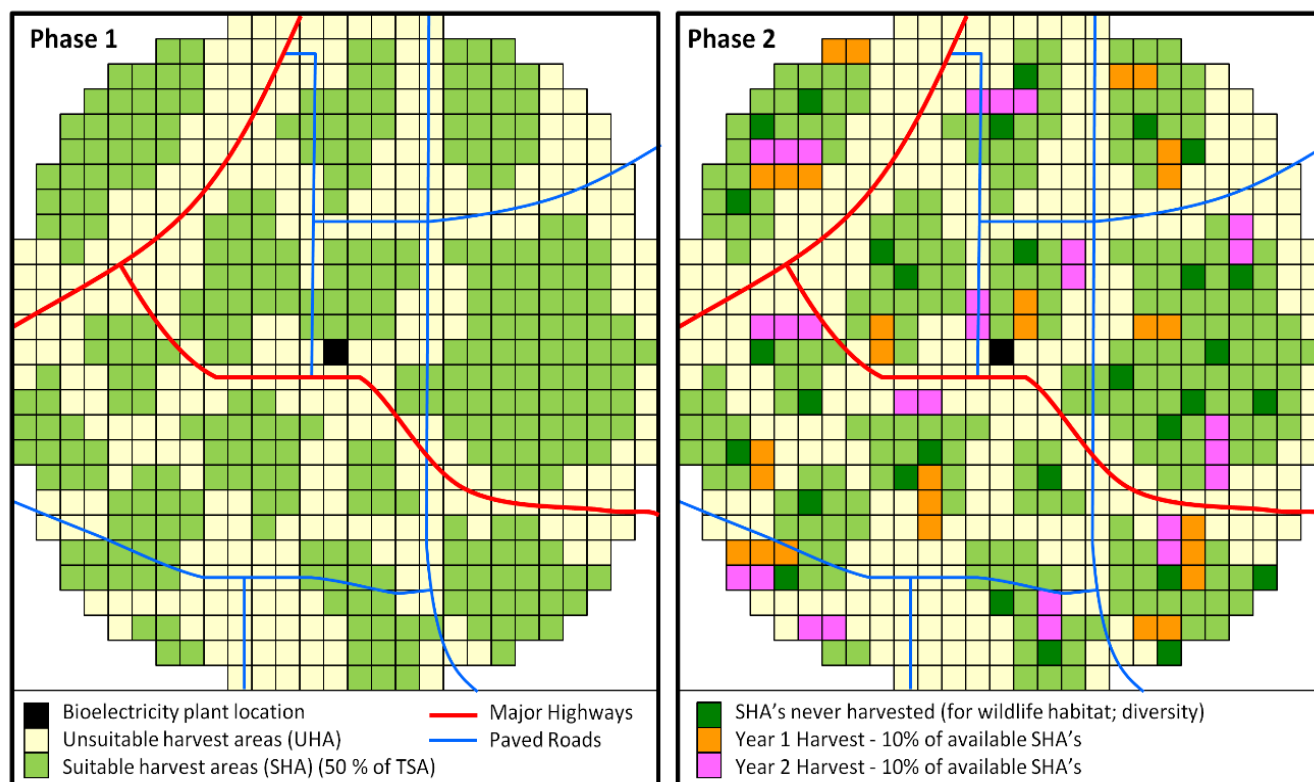 Phase 1
Phase 2
Bioelectricity plant location
Unsuitable harvest areas (UHA)
Suitable harvest areas (SHA) (50 % of TSA)
Major Highways
Paved Roads
SHA's never harvested (for wildlife habitat; diversity)
Year 1 Harvest - 10% of available SHA's
Year 2 Harvest - 10% of available SHA's